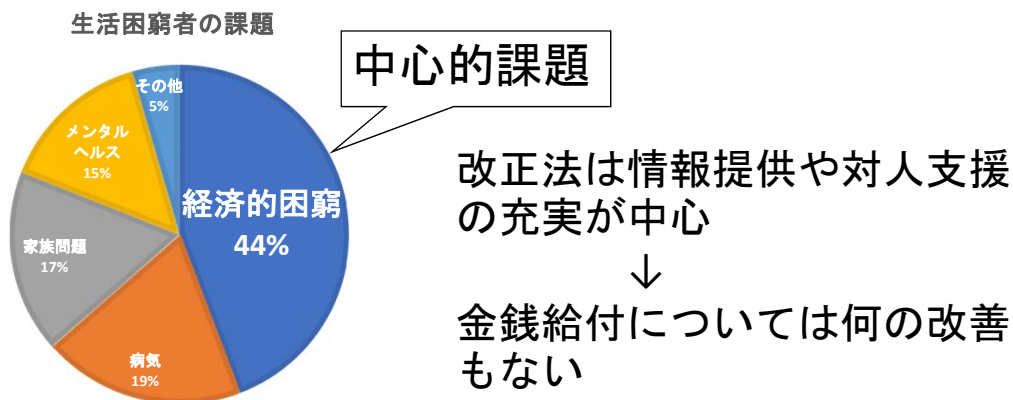 生活困窮者の課題
中心的課題
その他
5%
メンタル
ヘルス
15%
経済的困窮
44%
家族問題
17%
病気
19%
改正法は情報提供や対人支援
の充実が中心
↓
金銭給付については何の改善
もない